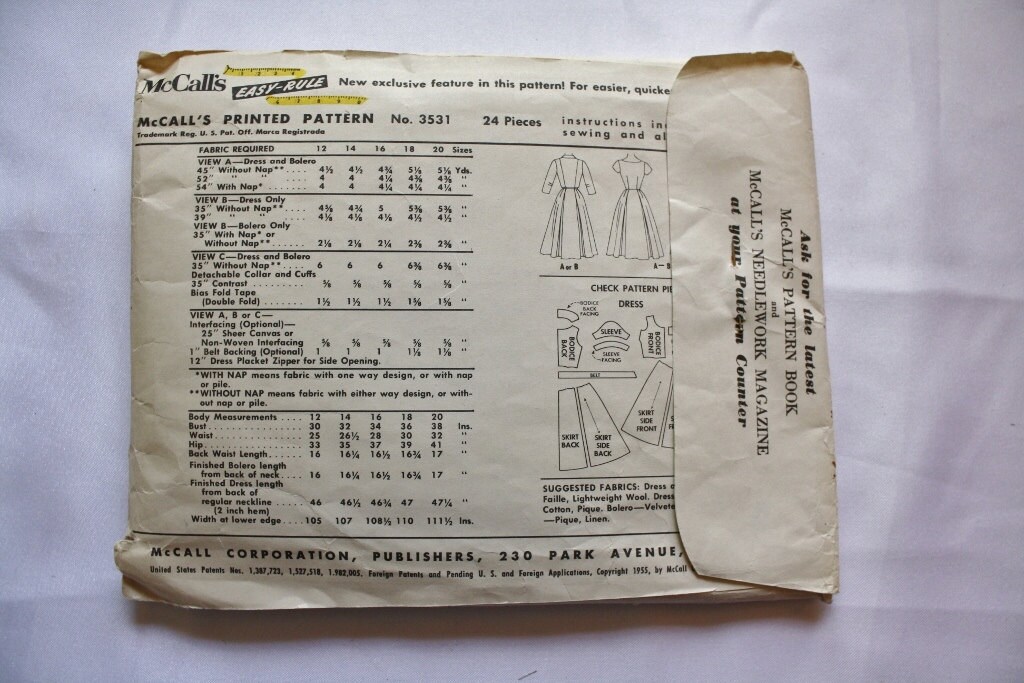 McCall's EASY-RULE New exclusive feature in this pattern! For easier, quicke
McCALL'S PRINTED PATTERN No. 3531 24 Pieces instructions in
Trademark Reg. U. S. Pat. Off. Marca Registrada sewing and al
FABRIC REQUIRED 12 14 16 18 20 Sizes
VIEW A—Dress and Bolero
45" Without Nap** .... 4½ 4½ 4¾ 5⅛ 5⅛ Yds.
52" " " .... 4 4 4¼ 4⅜ 4⅜ "
54" With Nap* ....... 4 4 4¼ 4¼ 4¼ "
VIEW B—Dress Only
35" Without Nap** .... 4⅝ 4¾ 5 5⅜ 5⅜ "
39" " " .... 4⅛ 4⅛ 4⅛ 4½ 4½ "
VIEW B—Bolero Only
35" With Nap* or
Without Nap** ...... 2⅛ 2⅛ 2¼ 2⅜ 2⅜ "
VIEW C—Dress and Bolero
35" Without Nap** .... 6 6 6 6⅜ 6⅜ "
Detachable Collar and Cuffs
35" Contrast ........ ⅝ ⅝ ⅝ ⅝ ⅝ "
Bias Fold Tape
(Double Fold) ....... 1½ 1½ 1½ 1⅝ 1⅝ "
VIEW A, B or C—
Interfacing (Optional)—
25" Sheer Canvas or
Non-Woven Interfacing ⅝ ⅝ ⅝ ⅝ ⅝ "
1" Belt Backing (Optional) 1 1 1 1⅛ 1⅛ "
12" Dress Placket Zipper for Side Opening.
*WITH NAP means fabric with one way design, or with nap
or pile.
**WITHOUT NAP means fabric with either way design, or with-
out nap or pile.
Body Measurements .... 12 14 16 18 20
Bust ................ 30 32 34 36 38 Ins.
Waist ............... 25 26½ 28 30 32 "
Hip ................. 33 35 37 39 41 "
Back Waist Length ...... 16 16¼ 16½ 16¾ 17 "
Finished Bolero length
from back of neck .... 16 16¼ 16½ 16¾ 17 "
Finished Dress length
from back of
regular neckline ..... 46 46½ 46¾ 47 47¼ "
(2 inch hem)
Width at lower edge .... 105 107 108½ 110 111½ Ins.
A or B A—B
CHECK PATTERN PIE
DRESS
BODICE BACK FACING
BODICE BACK
SLEEVE
SLEEVE FACING
BODICE FRONT
BELT
SKIRT BACK
SKIRT SIDE BACK
SKIRT SIDE FRONT
SUGGESTED FABRICS: Dress
Faille, Lightweight Wool. Dress
Cotton, Pique. Bolero—Velvete
—Pique, Linen.
McCALL CORPORATION, PUBLISHERS, 230 PARK AVENUE,
United States Patents Nos. 1,387,723, 1,527,518, 1,982,005, Foreign Patents and Pending U. S. and Foreign Applications, Copyright 1955, by McCall
Ask for the latest
McCALL'S PATTERN BOOK
and
McCALL'S NEEDLEWORK MAGAZINE
at your Pattern Counter